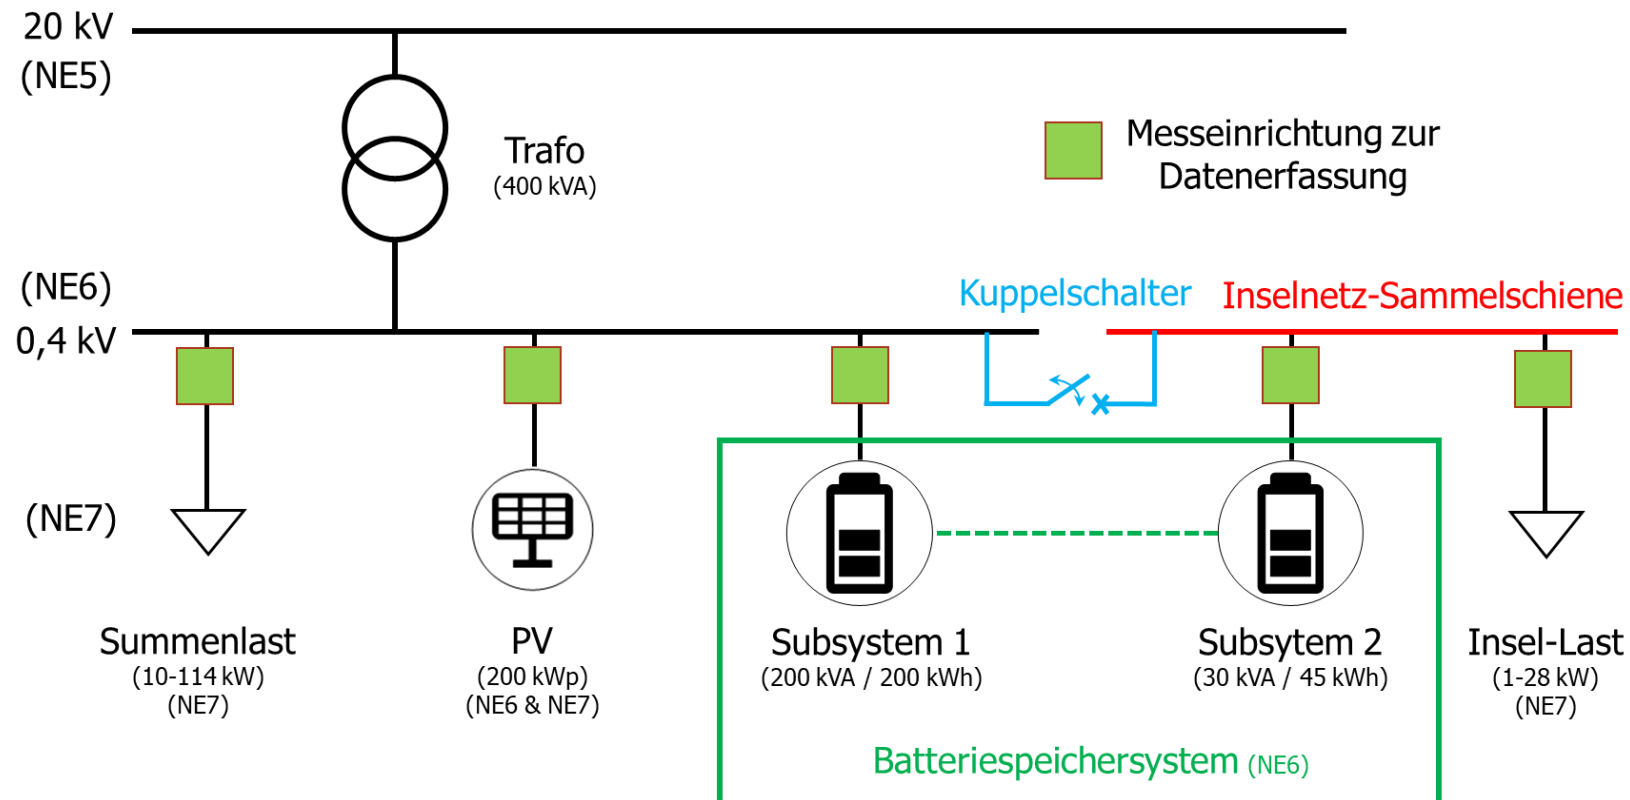 20 kV
(NE5)
Trafo
(400 kVA)
Messeinrichtung zur
Datenerfassung
(NE6)
0,4 kV
Kuppelschalter
Inselnetz-Sammelschiene
(NE7)
Summenlast
(10-114 kW)
(NE7)
PV
(200 kWp)
(NE6 & NE7)
Subsystem 1
(200 kVA / 200 kWh)
Subsytem 2
(30 kVA / 45 kWh)
Insel-Last
(1-28 kW)
(NE7)
Batteriespeichersystem (NE6)